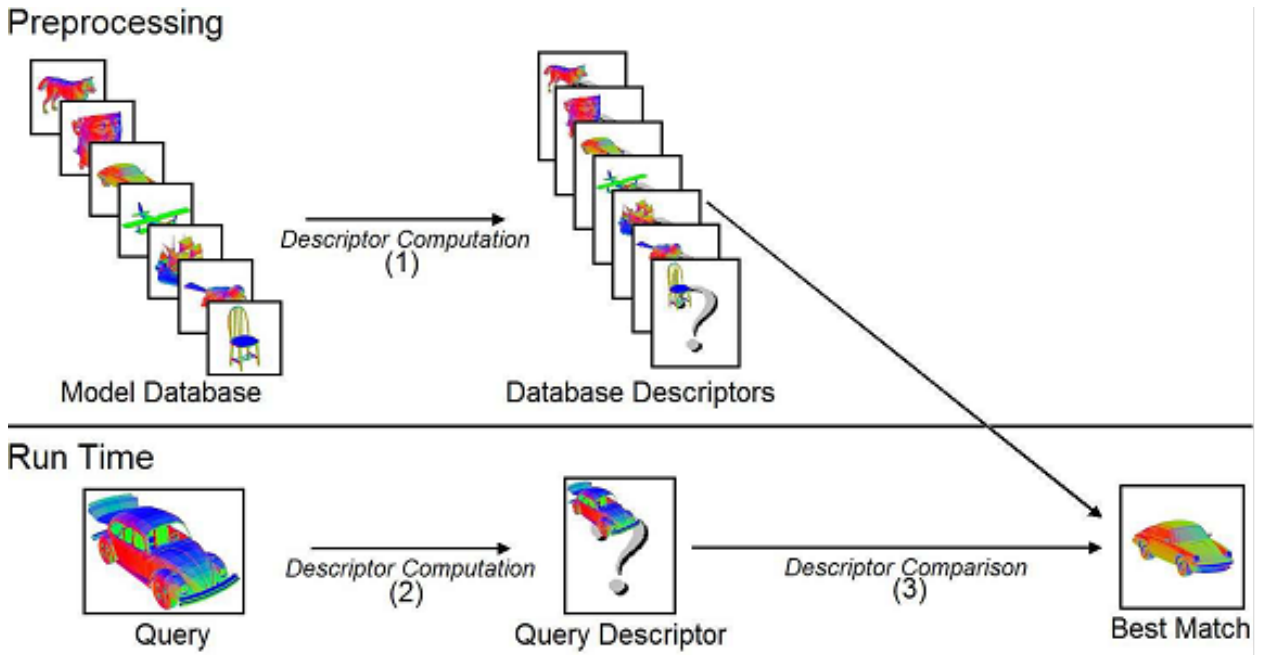 Preprocessing
Descriptor Computation
(1)
Model Database
Database Descriptors
Run Time
Descriptor Computation
(2)
Descriptor Comparison
(3)
Query
Query Descriptor
Best Match